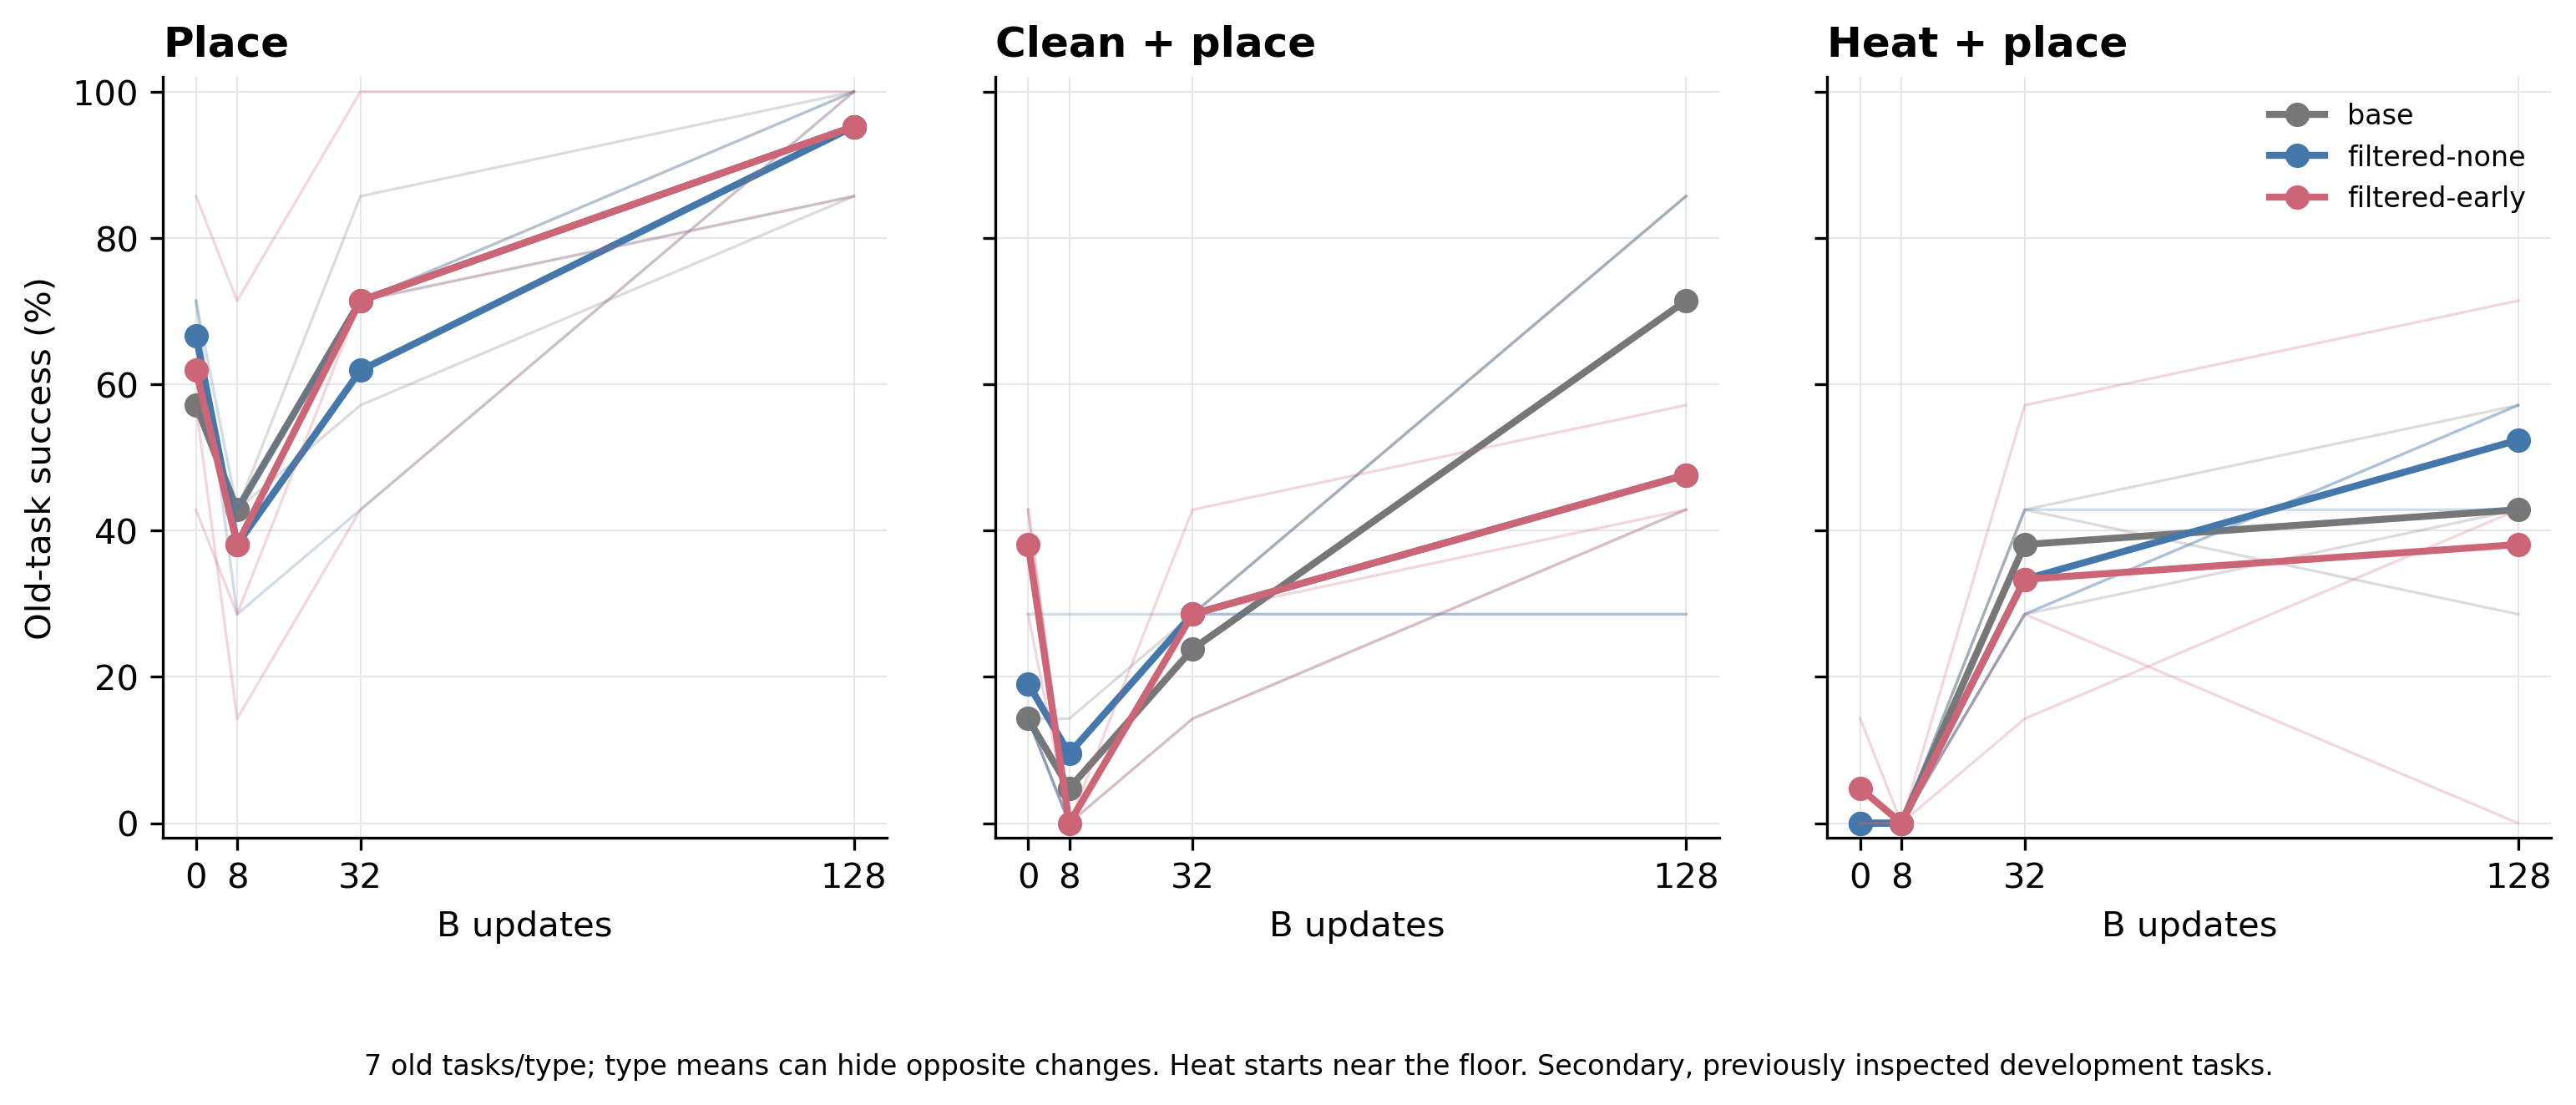 Place
Clean + place
Heat + place
Old-task success (%)
100
80
60
40
20
0
base
filtered-none
filtered-early
0 8 32 128
0 8 32 128
0 8 32 128
B updates
B updates
B updates
7 old tasks/type; type means can hide opposite changes. Heat starts near the floor. Secondary, previously inspected development tasks.